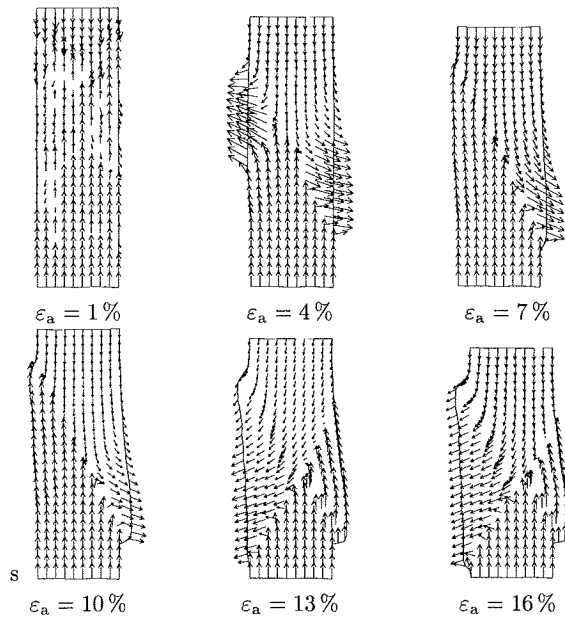 εa = 1 % εa = 4 % εa = 7 %
s
εa = 10 % εa = 13 % εa = 16 %